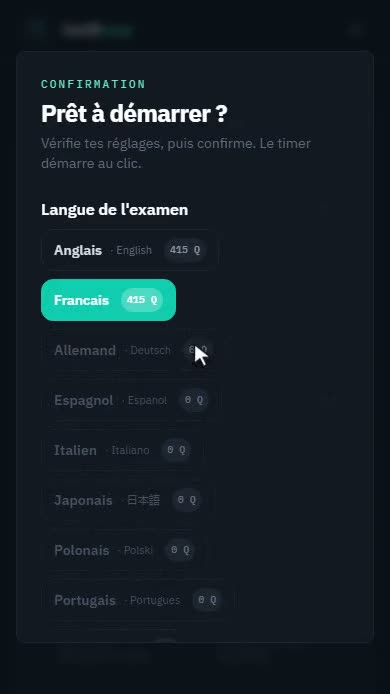 CONFIRMATION
Prêt à démarrer ?
Vérifie tes réglages, puis confirme. Le timer
démarre au clic.
Langue de l'examen
Anglais · English 415 Q
Francais 415 Q
Allemand · Deutsch
Espagnol · Espanol 0 Q
Italien · Italiano 0 Q
Japonais · 日本語 0 Q
Polonais · Polski 0 Q
Portugais · Portugues 0 Q